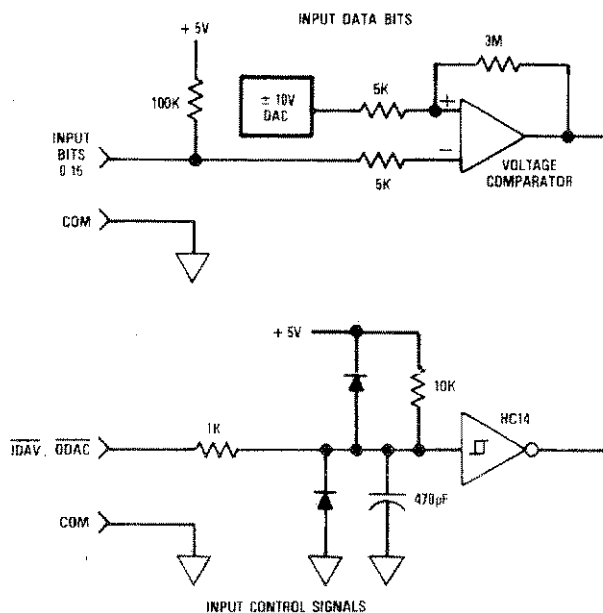 INPUT DATA BITS
+ 5V
100K
± 10V
DAC
5K
3M
+
−
5K
VOLTAGE
COMPARATOR
INPUT
BITS
0-15
COM
+ 5V
10K
HC14
1K
IDAV, ODAC
470pF
COM
INPUT CONTROL SIGNALS